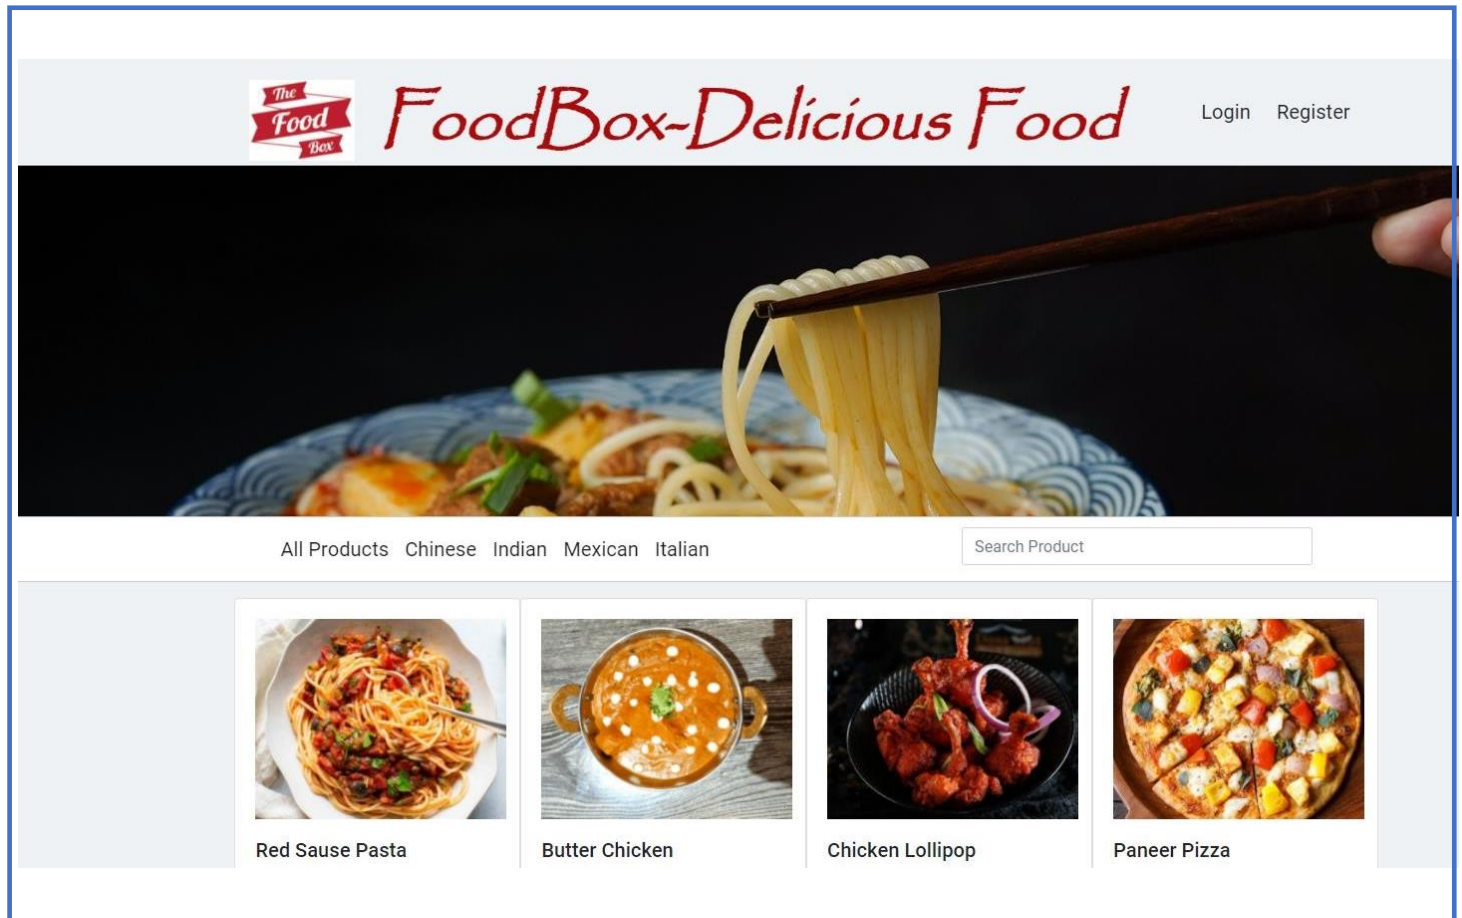 The
Food
Box
FoodBox-Delicious Food
Login Register
All Products Chinese Indian Mexican Italian
Search Product
Red Sause Pasta
Butter Chicken
Chicken Lollipop
Paneer Pizza